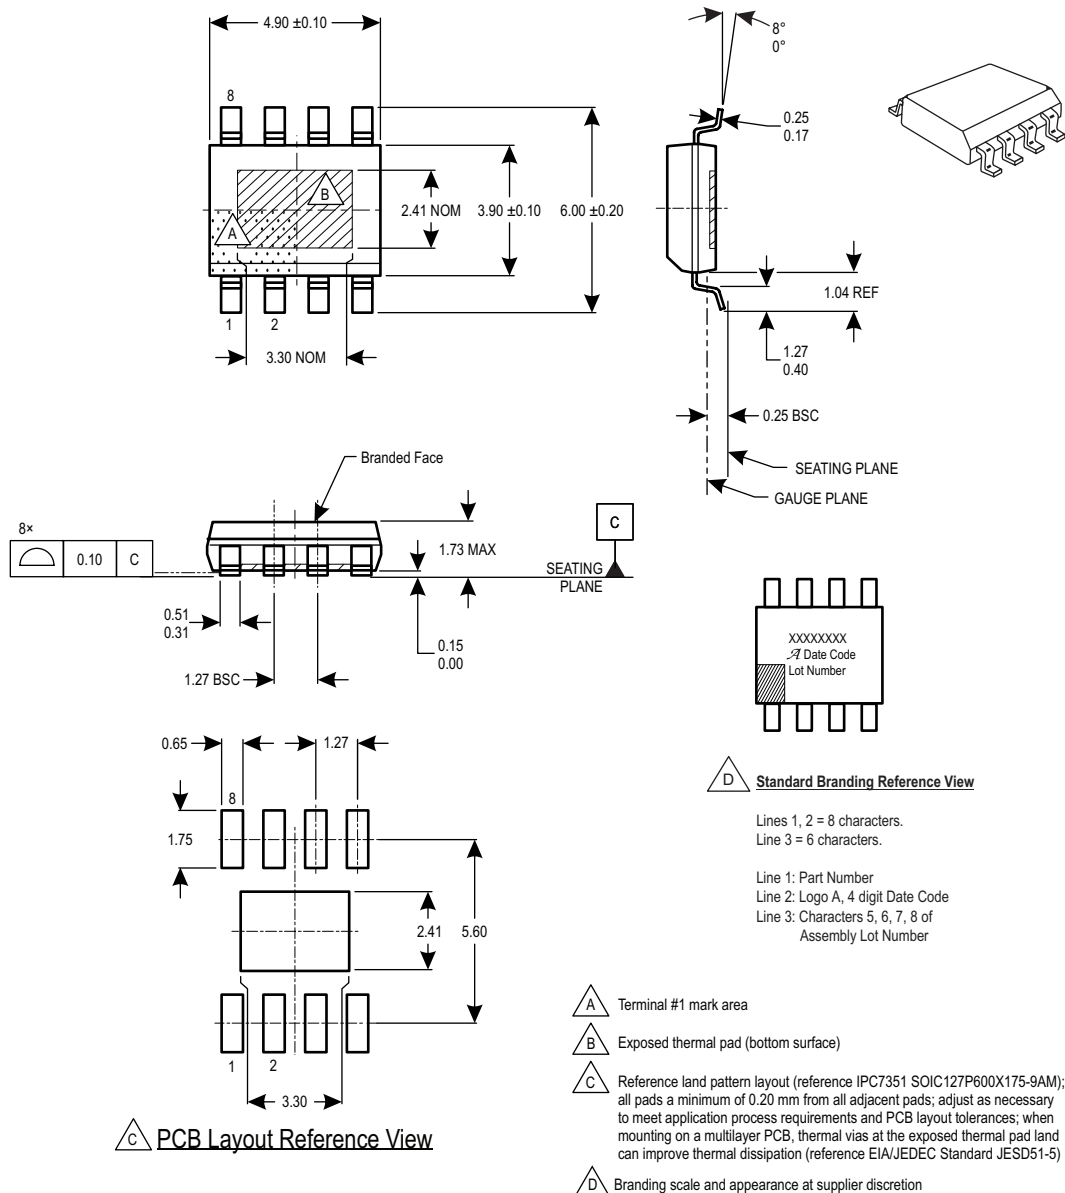 4.90 ±0.10
8
B
A
2.41 NOM
3.90 ±0.10
6.00 ±0.20
1
2
3.30 NOM
8°
0°
0.25
0.17
1.04 REF
1.27
0.40
0.25 BSC
SEATING PLANE
GAUGE PLANE
Branded Face
8×
0.10
C
1.73 MAX
C
SEATING
PLANE
0.51
0.31
0.15
0.00
1.27 BSC
XXXXXXXX
A Date Code
Lot Number
D Standard Branding Reference View
Lines 1, 2 = 8 characters.
Line 3 = 6 characters.
Line 1: Part Number
Line 2: Logo A, 4 digit Date Code
Line 3: Characters 5, 6, 7, 8 of
Assembly Lot Number
0.65
1.27
8
1.75
2.41
5.60
1
2
3.30
C PCB Layout Reference View
A Terminal #1 mark area
B Exposed thermal pad (bottom surface)
C Reference land pattern layout (reference IPC7351 SOIC127P600X175-9AM);
all pads a minimum of 0.20 mm from all adjacent pads; adjust as necessary
to meet application process requirements and PCB layout tolerances; when
mounting on a multilayer PCB, thermal vias at the exposed thermal pad land
can improve thermal dissipation (reference EIA/JEDEC Standard JESD51-5)
D Branding scale and appearance at supplier discretion